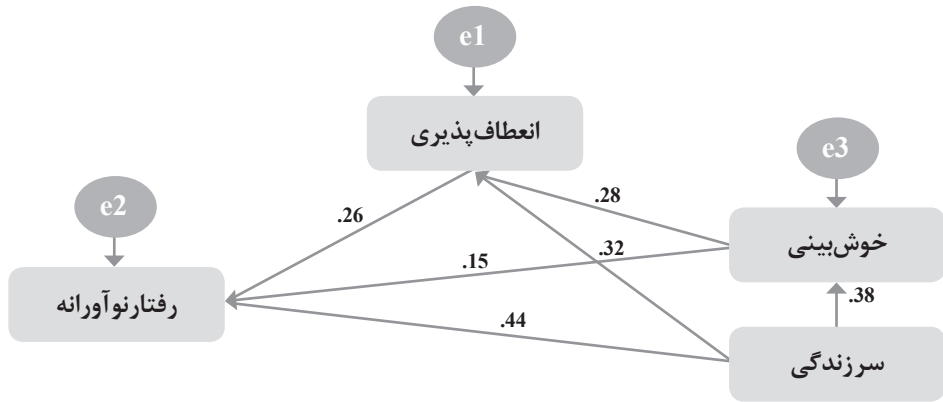 e1
انعطاف‌پذیری
e3
.28
e2
.26
خوش‌بینی
.32
.15
رفتارنوآورانه
.38
.44
سرزندگی